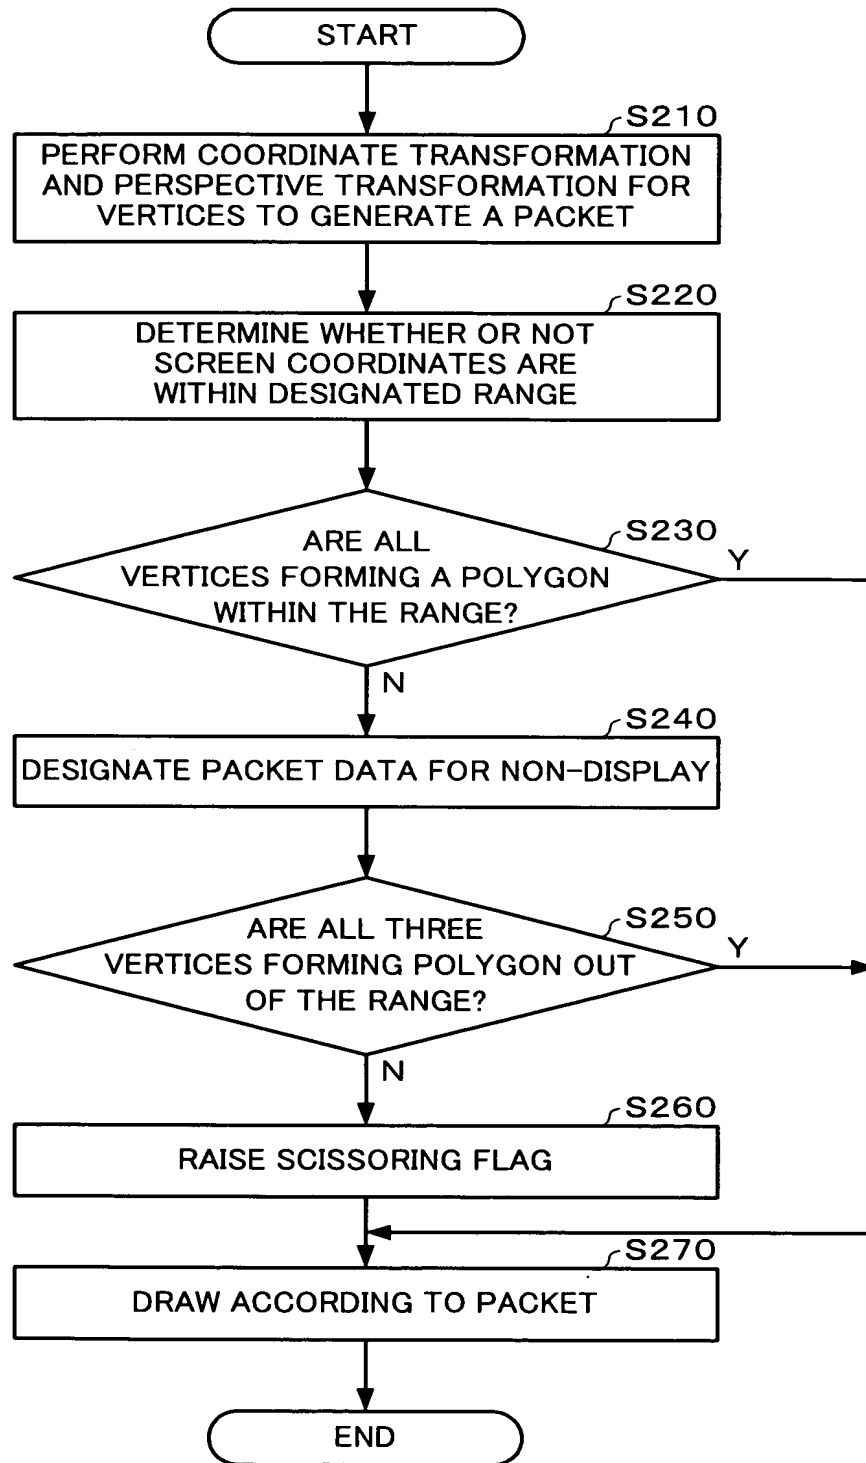 START
S210
PERFORM COORDINATE TRANSFORMATION
AND PERSPECTIVE TRANSFORMATION FOR
VERTICES TO GENERATE A PACKET
S220
DETERMINE WHETHER OR NOT
SCREEN COORDINATES ARE
WITHIN DESIGNATED RANGE
S230
ARE ALL
VERTICES FORMING A POLYGON
WITHIN THE RANGE?
Y
N
S240
DESIGNATE PACKET DATA FOR NON-DISPLAY
S250
ARE ALL THREE
VERTICES FORMING POLYGON OUT
OF THE RANGE?
Y
N
S260
RAISE SCISSORING FLAG
S270
DRAW ACCORDING TO PACKET
END